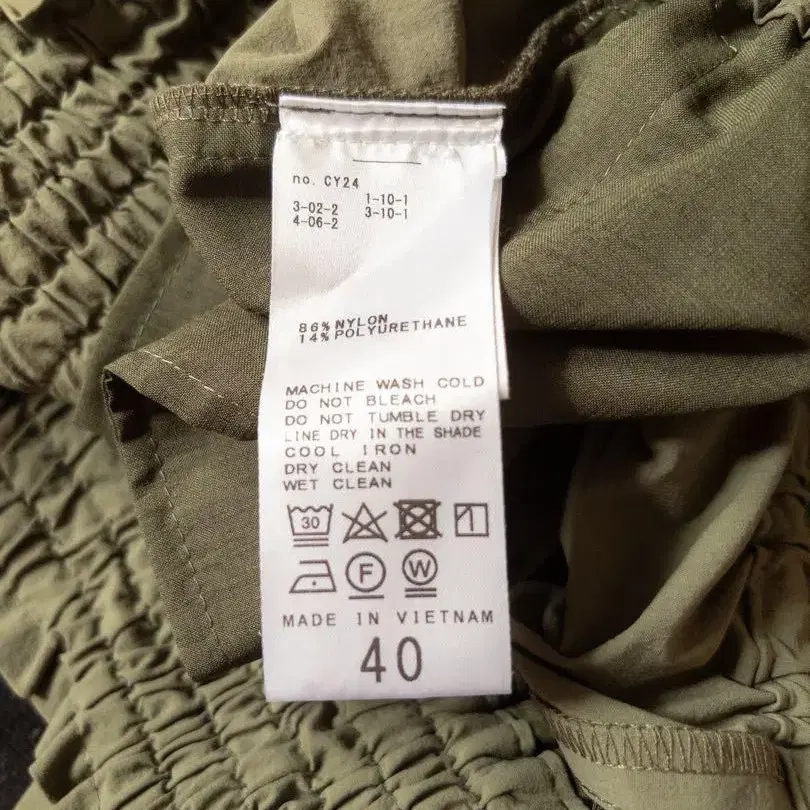 no. CY24
1-10-1
3-02-2 3-10-1
4-06-2
86% NYLON
14% POLYURETHANE
MACHINE WASH COLD
DO NOT BLEACH
DO NOT TUMBLE DRY
LINE DRY IN THE SHADE
COOL IRON
DRY CLEAN
WET CLEAN
30
F W
MADE IN VIETNAM
40